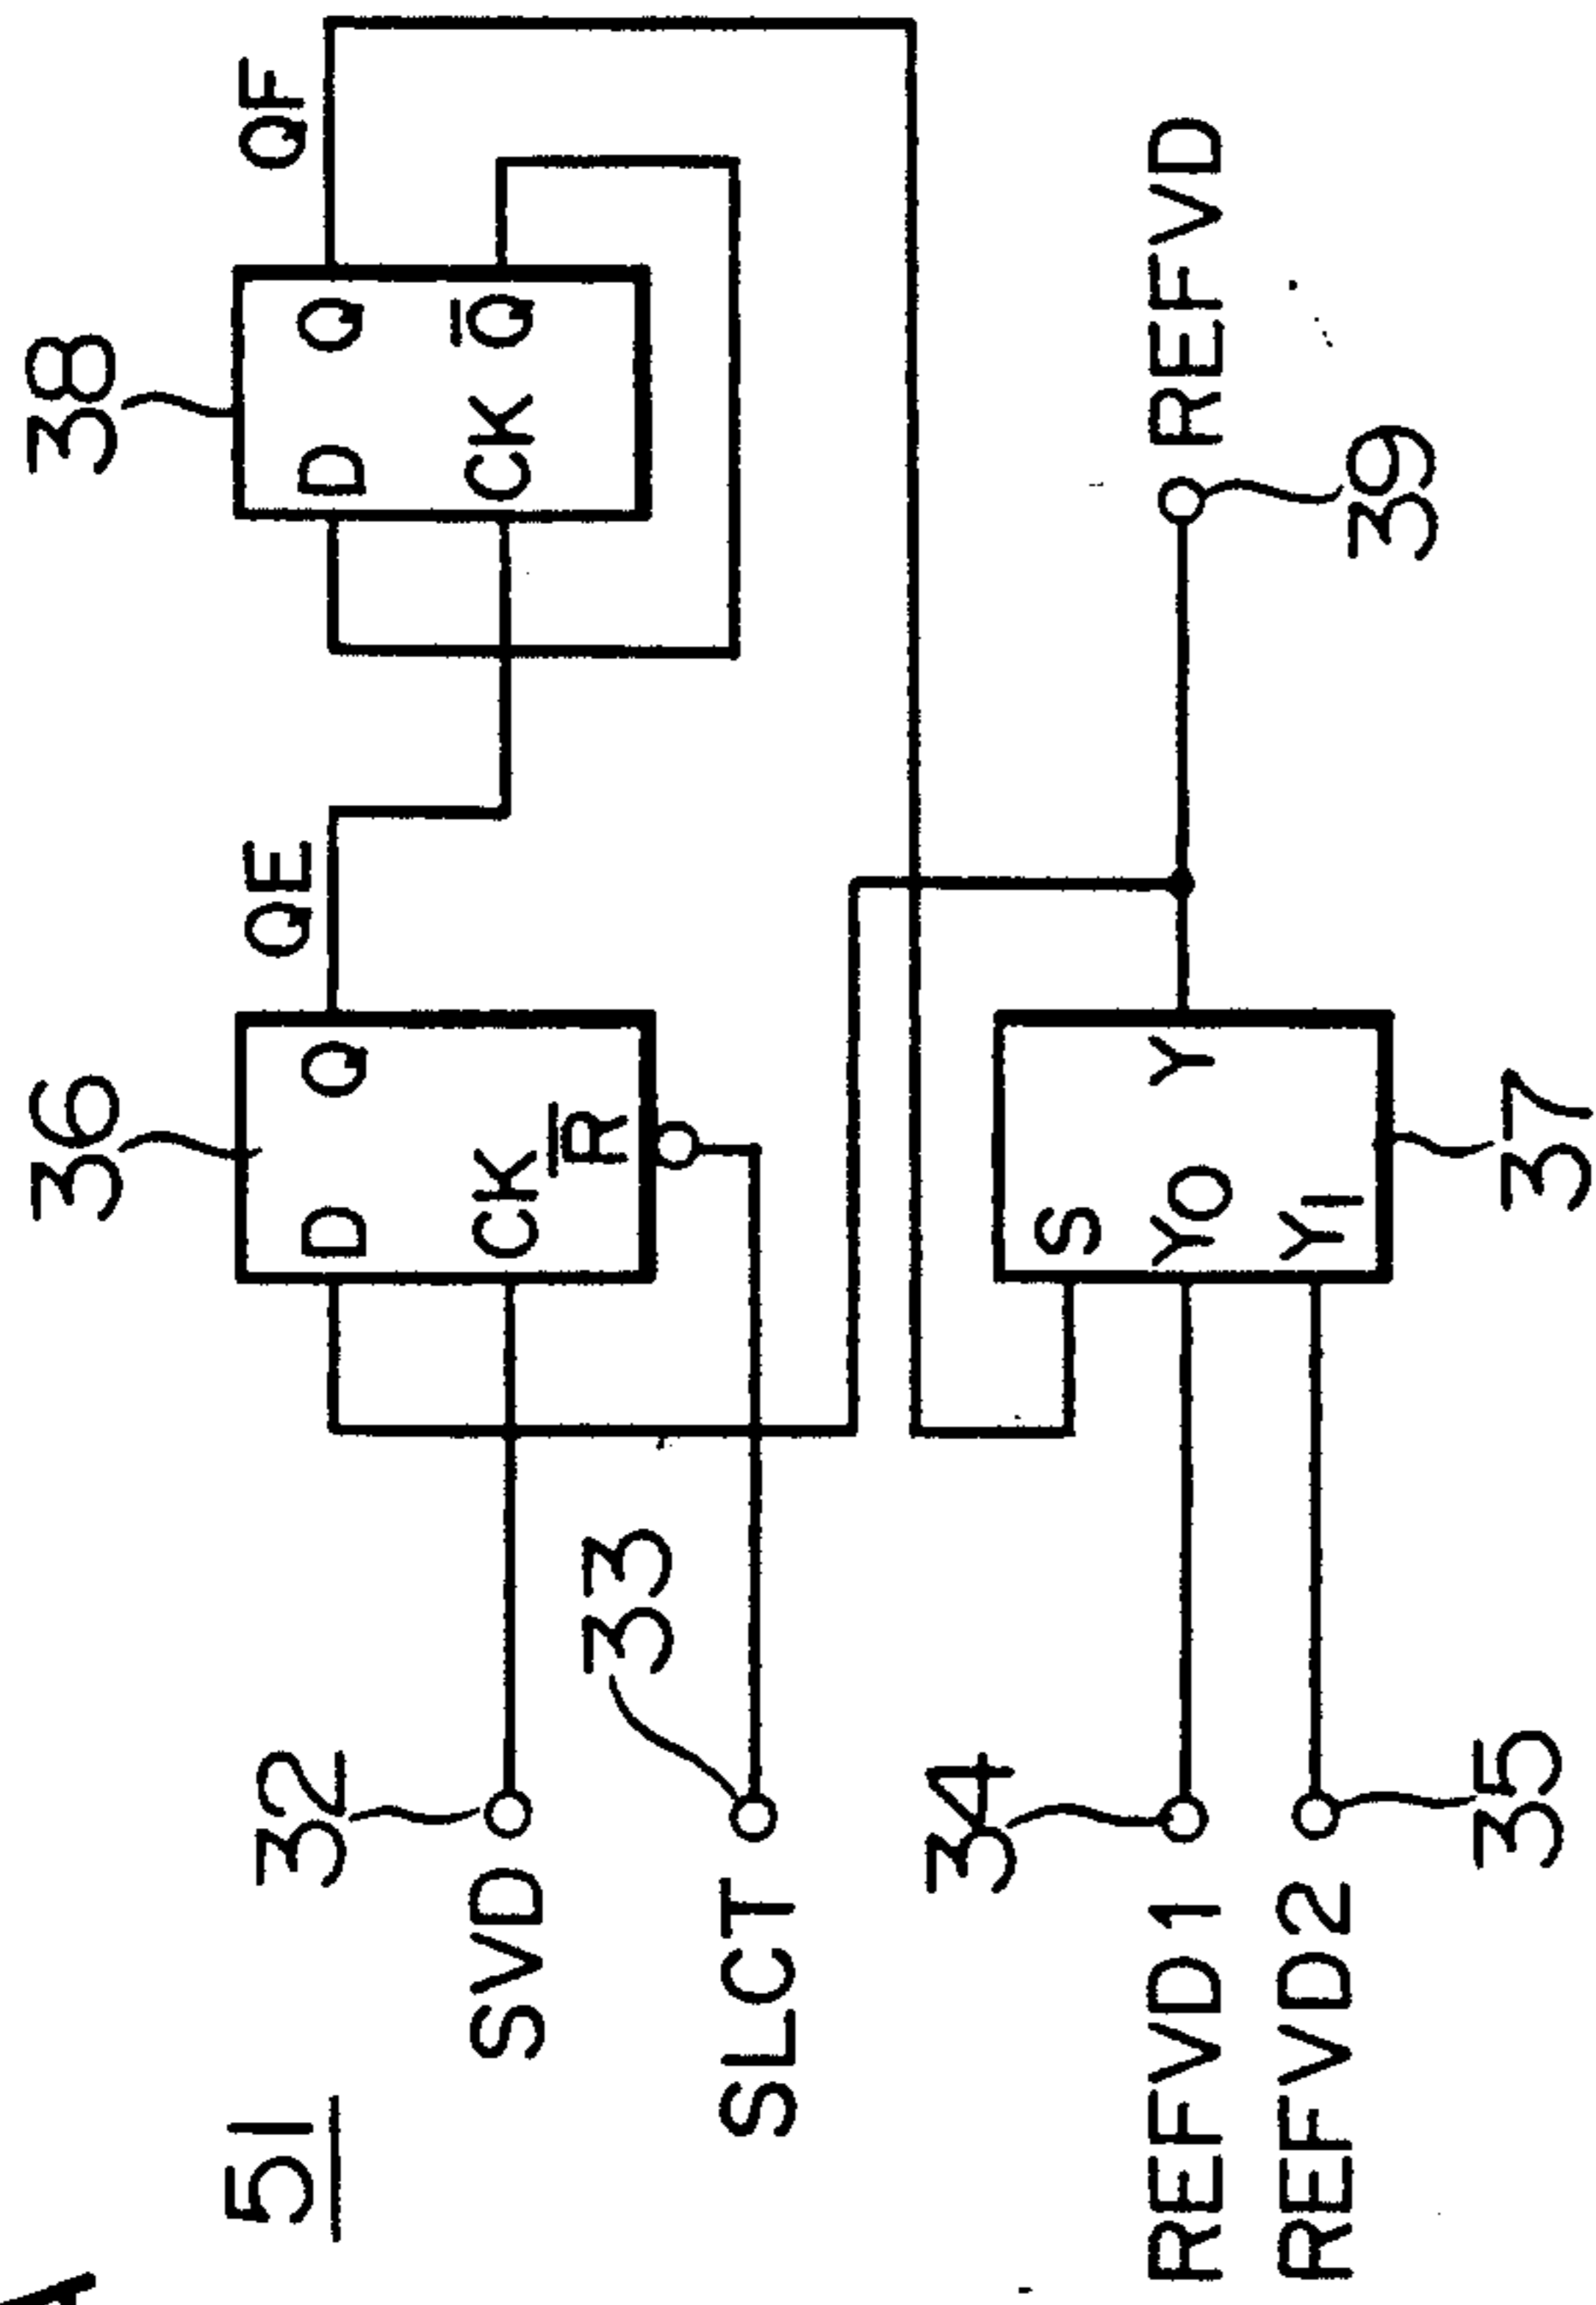 36 38
51 32 QE QF
D Q D Q
SVD CK CK Q̅
33 R̅
SLCT
34
S
REFVD1 Y0 Y REFVD
REFVD2 Y1
39
35 37